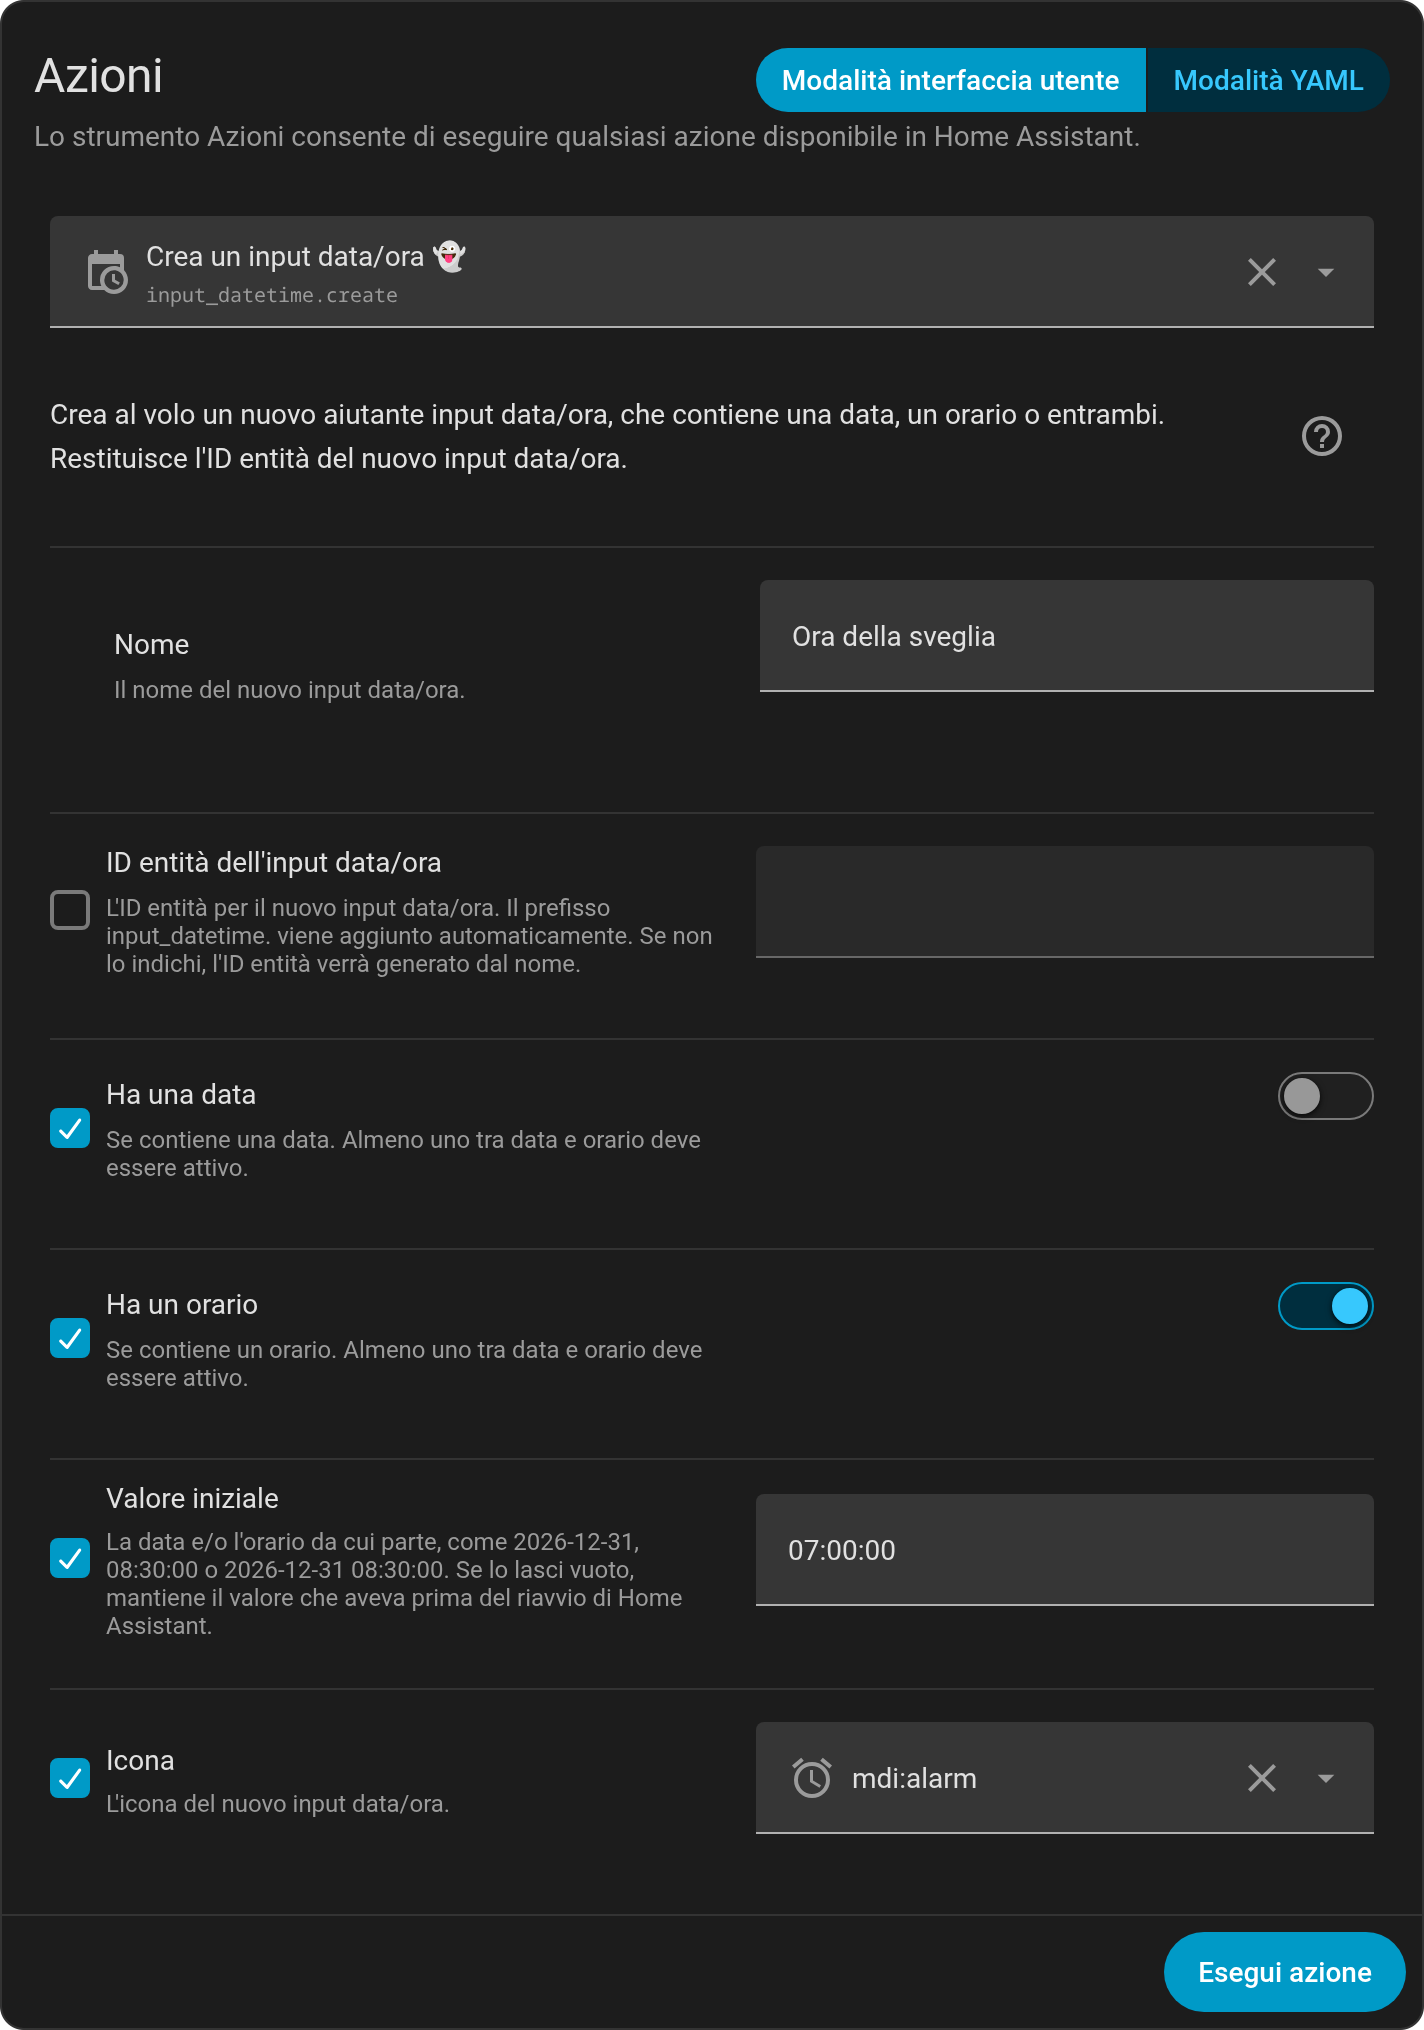 Azioni
Modalità interfaccia utente
Modalità YAML
Lo strumento Azioni consente di eseguire qualsiasi azione disponibile in Home Assistant.
Crea un input data/ora 👻
input_datetime.create
Crea al volo un nuovo aiutante input data/ora, che contiene una data, un orario o entrambi.
Restituisce l'ID entità del nuovo input data/ora.
Nome
Il nome del nuovo input data/ora.
Ora della sveglia
ID entità dell'input data/ora
L'ID entità per il nuovo input data/ora. Il prefisso
input_datetime. viene aggiunto automaticamente. Se non
lo indichi, l'ID entità verrà generato dal nome.
Ha una data
Se contiene una data. Almeno uno tra data e orario deve
essere attivo.
Ha un orario
Se contiene un orario. Almeno uno tra data e orario deve
essere attivo.
Valore iniziale
La data e/o l'orario da cui parte, come 2026-12-31,
08:30:00 o 2026-12-31 08:30:00. Se lo lasci vuoto,
mantiene il valore che aveva prima del riavvio di Home
Assistant.
07:00:00
Icona
L'icona del nuovo input data/ora.
mdi:alarm
Esegui azione